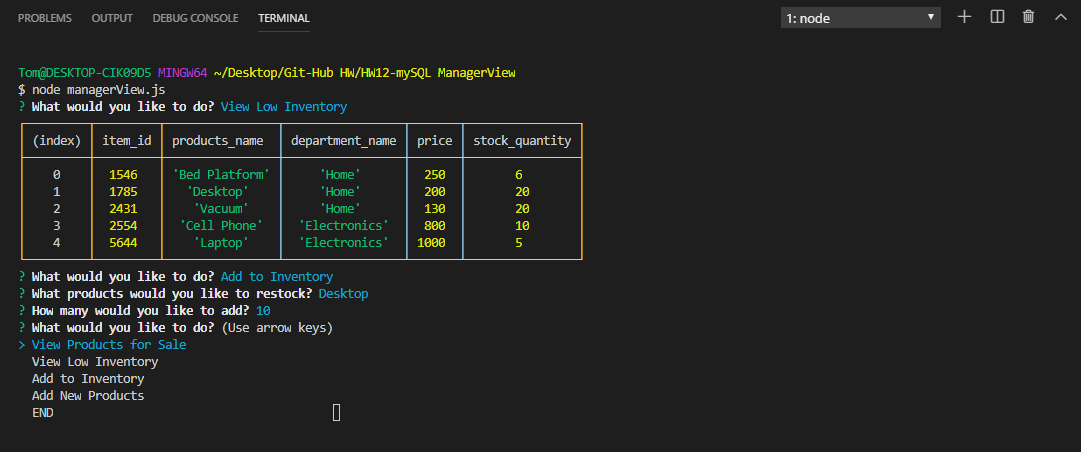 PROBLEMS OUTPUT DEBUG CONSOLE TERMINAL 1: node
Tom@DESKTOP-CIK09D5 MINGW64 ~/Desktop/Git-Hub HW/HW12-mySQL ManagerView
$ node managerView.js
? What would you like to do? View Low Inventory
(index) item_id products_name department_name price stock_quantity
0 1546 'Bed Platform' 'Home' 250 6
1 1785 'Desktop' 'Home' 200 20
2 2431 'Vacuum' 'Home' 130 20
3 2554 'Cell Phone' 'Electronics' 800 10
4 5644 'Laptop' 'Electronics' 1000 5
? What would you like to do? Add to Inventory
? What products would you like to restock? Desktop
? How many would you like to add? 10
? What would you like to do? (Use arrow keys)
> View Products for Sale
View Low Inventory
Add to Inventory
Add New Products
END